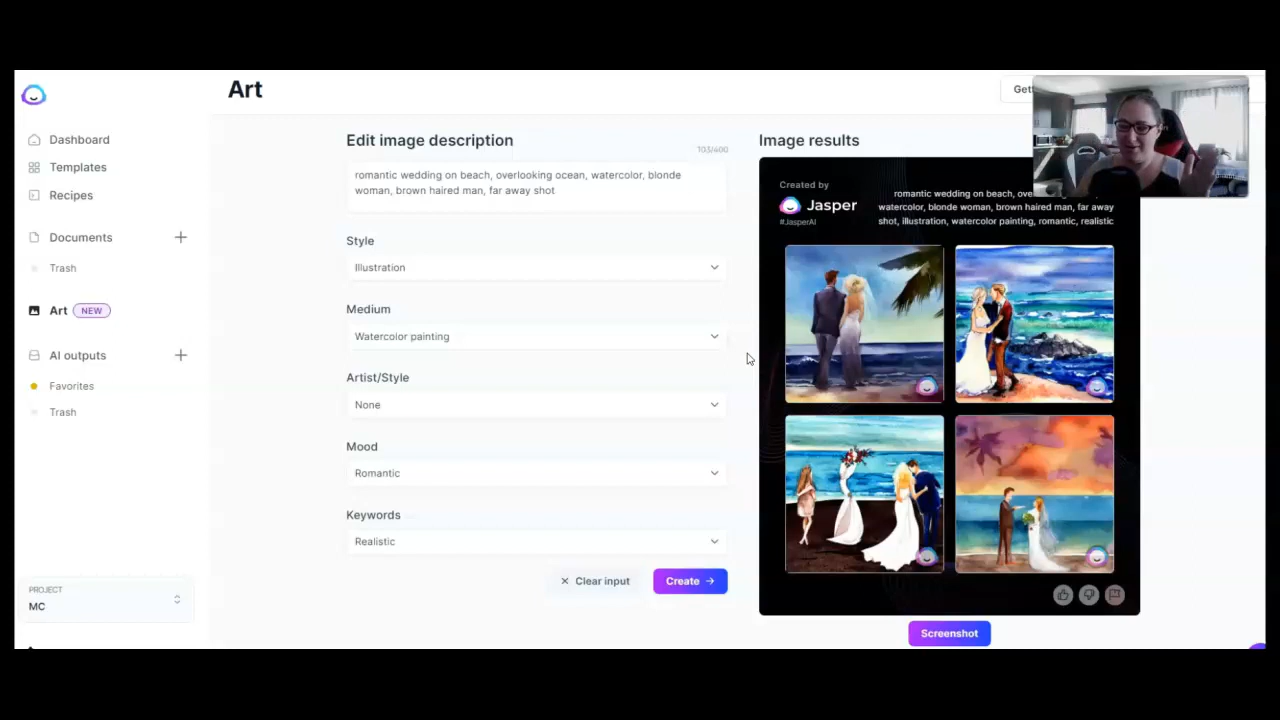 Art
Dashboard
Templates
Recipes
Documents
Trash
Art NEW
AI outputs
Favorites
Trash
PROJECT
MC
Edit image description
103/400
romantic wedding on beach, overlooking ocean, watercolor, blonde
woman, brown haired man, far away shot
Style
Illustration
Medium
Watercolor painting
Artist/Style
None
Mood
Romantic
Keywords
Realistic
Clear input
Create
Image results
Created by
Jasper
#JasperAI
romantic wedding on beach,
watercolor, blonde woman, brown haired man, far away
shot, illustration, watercolor painting, romantic, realistic
Screenshot